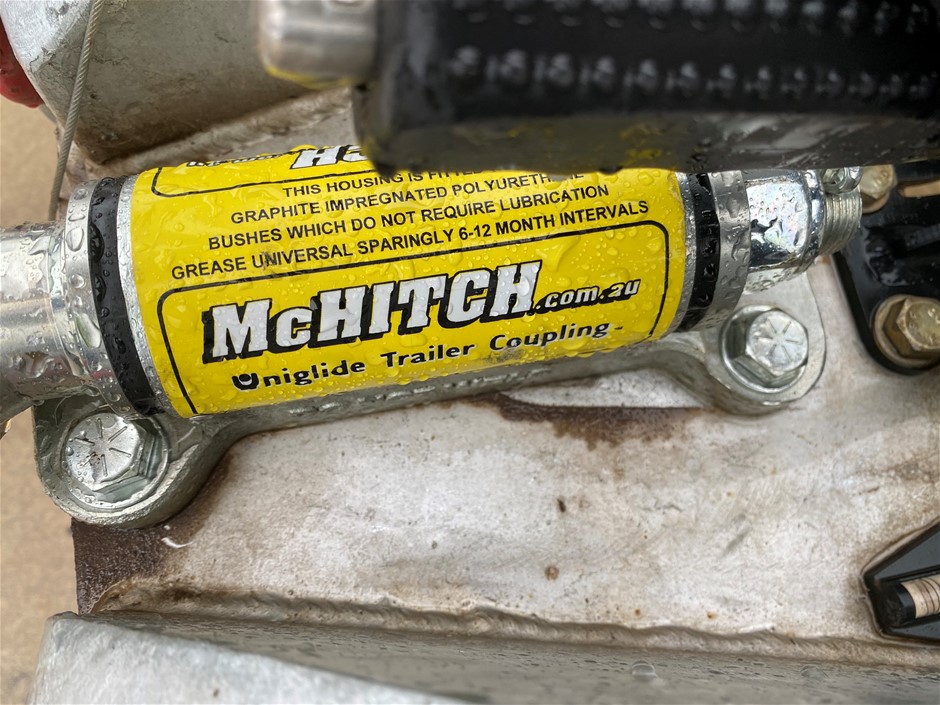 THIS HOUSING IS FITTED
GRAPHITE IMPREGNATED POLYURETHANE
BUSHES WHICH DO NOT REQUIRE LUBRICATION
GREASE UNIVERSAL SPARINGLY 6-12 MONTH INTERVALS
McHITCH.com.au
Uniglide Trailer Coupling